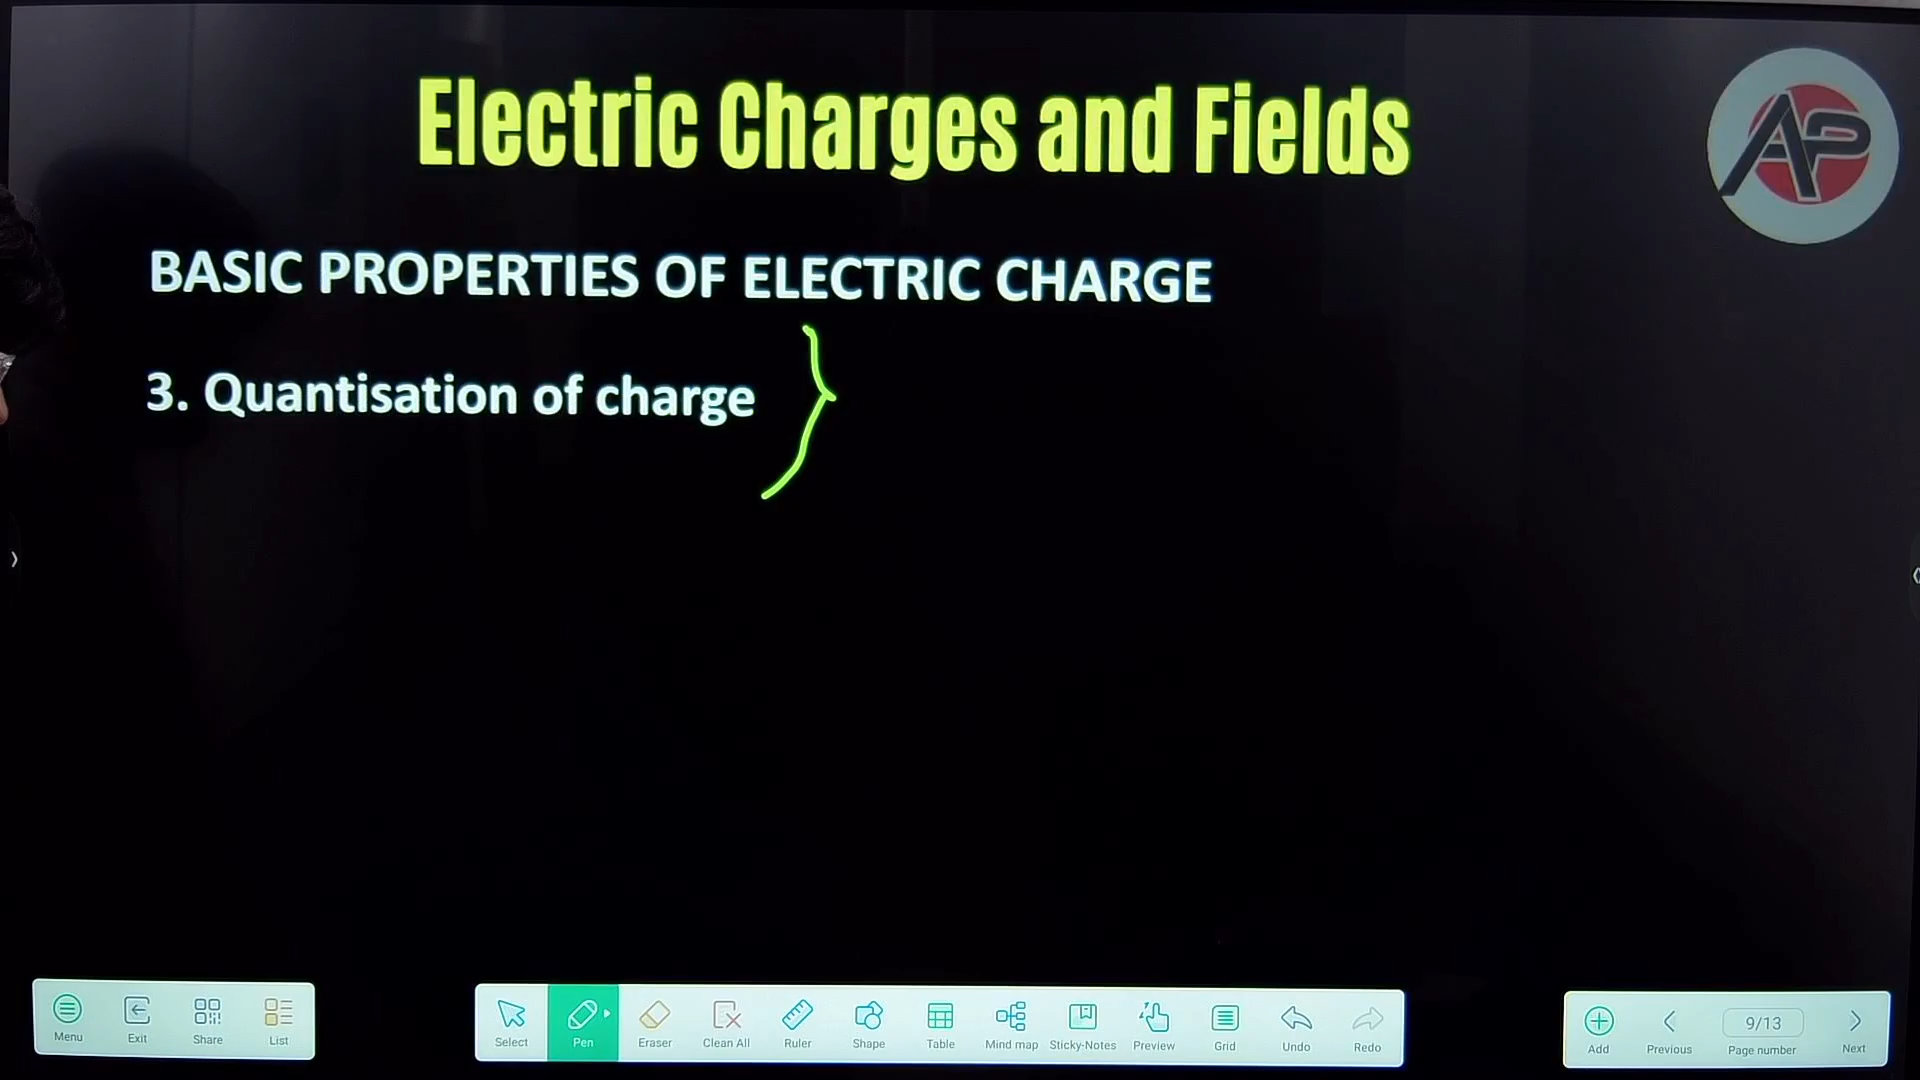 Electric Charges and Fields
AP
BASIC PROPERTIES OF ELECTRIC CHARGE
3. Quantisation of charge
Menu Exit Share List
Select Pen Eraser Clean All Ruler Shape Table Mind map Sticky-Notes Preview Grid Undo Redo
9/13
Add Previous Page number Next